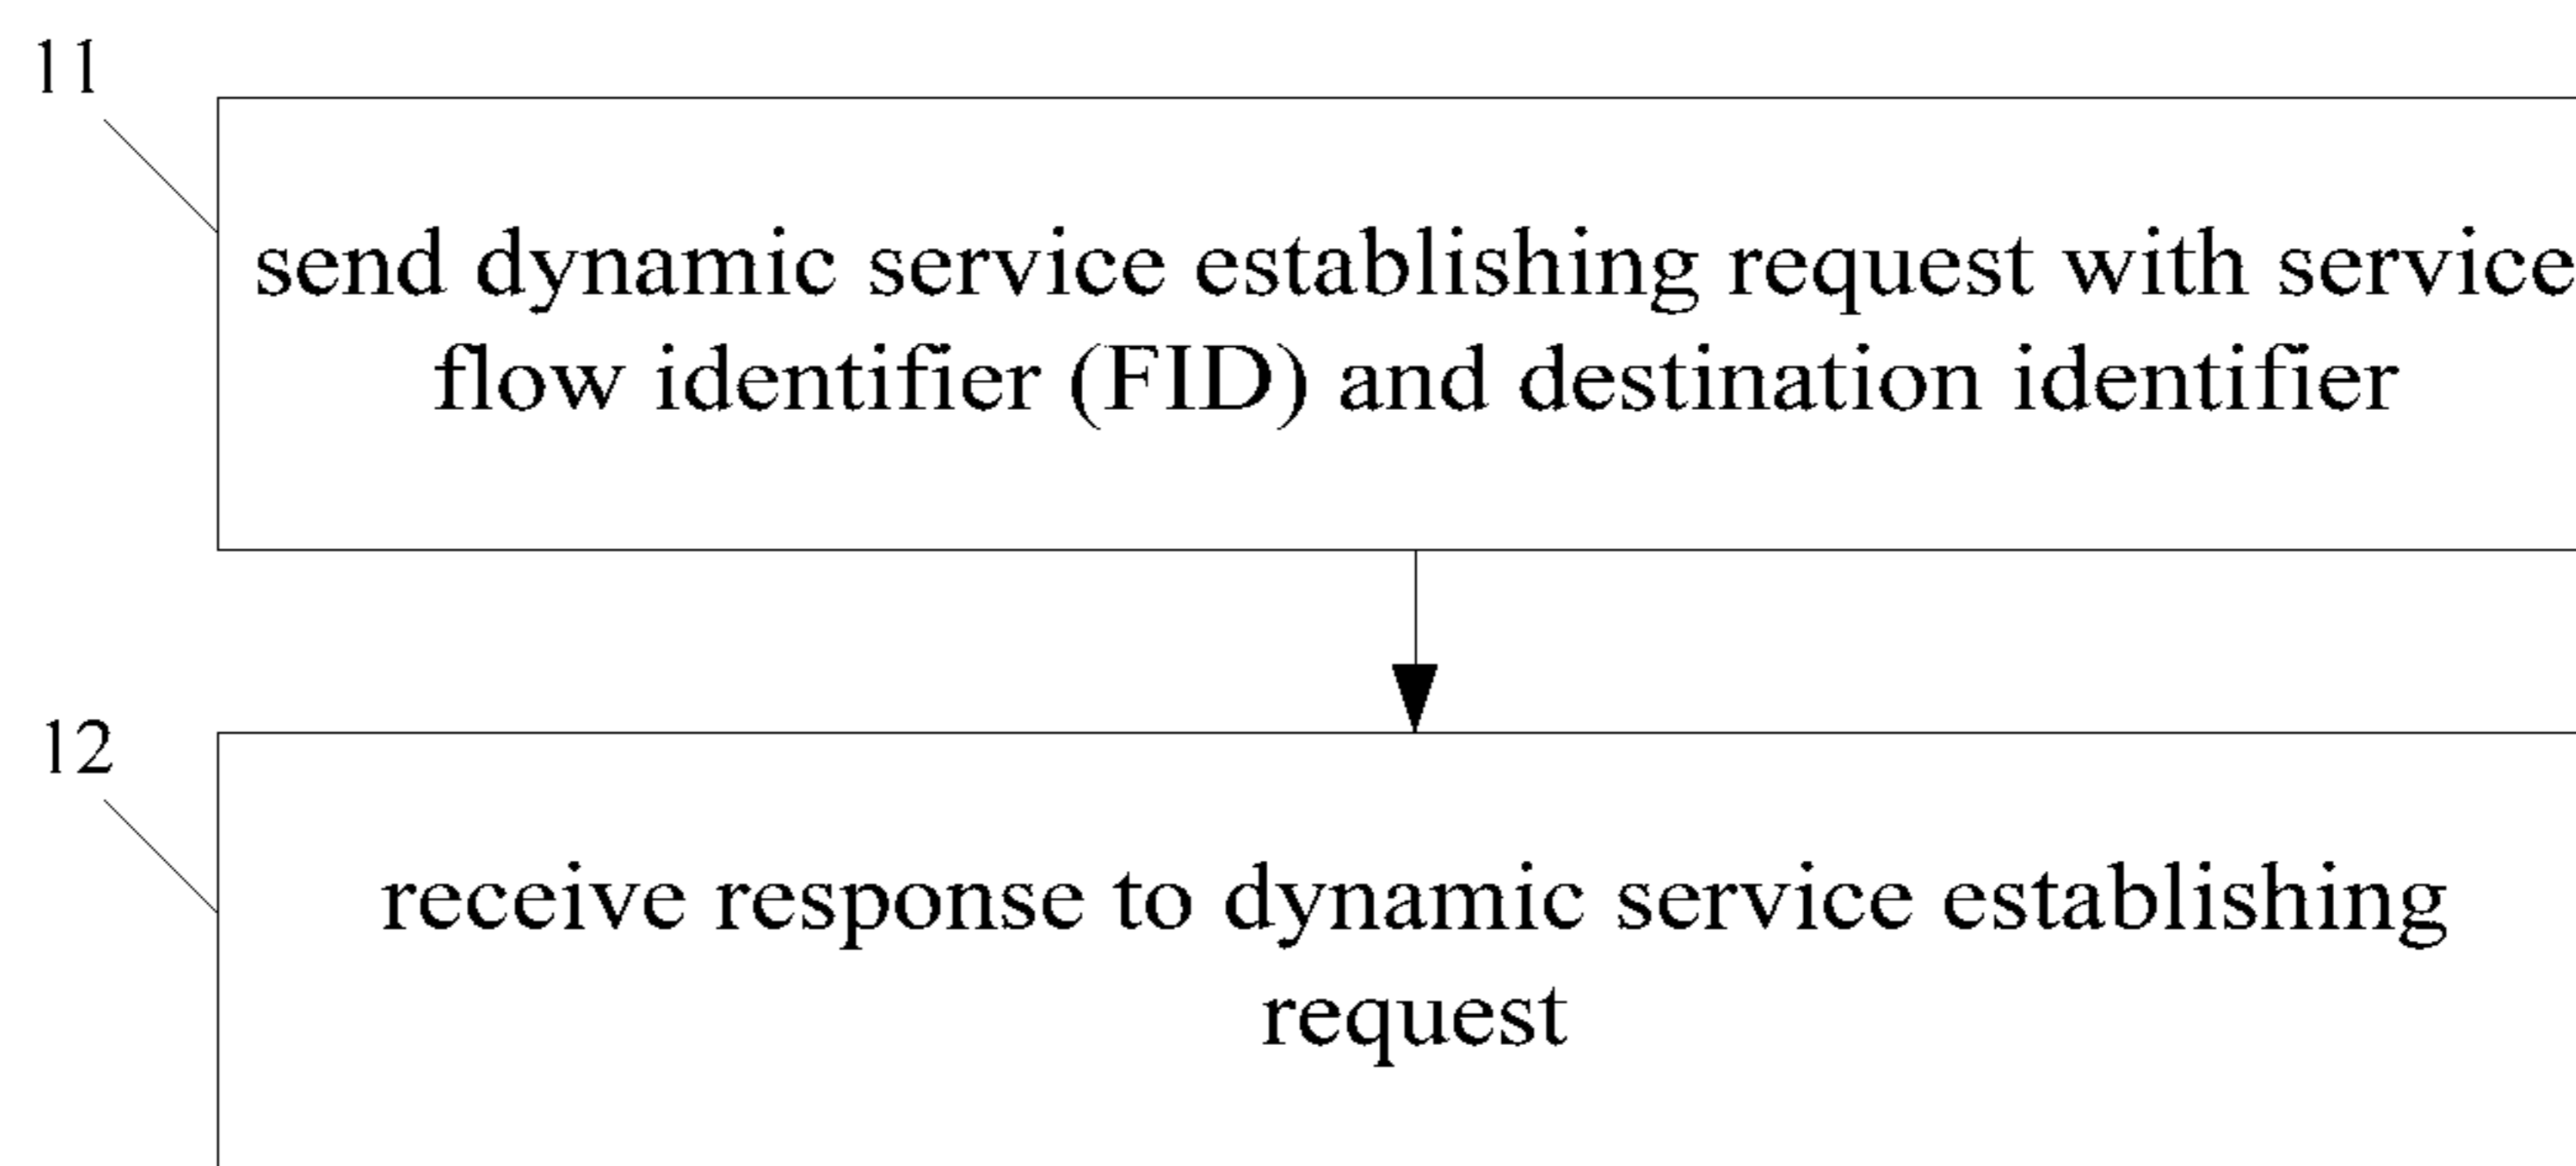 11
send dynamic service establishing request with service
flow identifier (FID) and destination identifier
12
receive response to dynamic service establishing
request